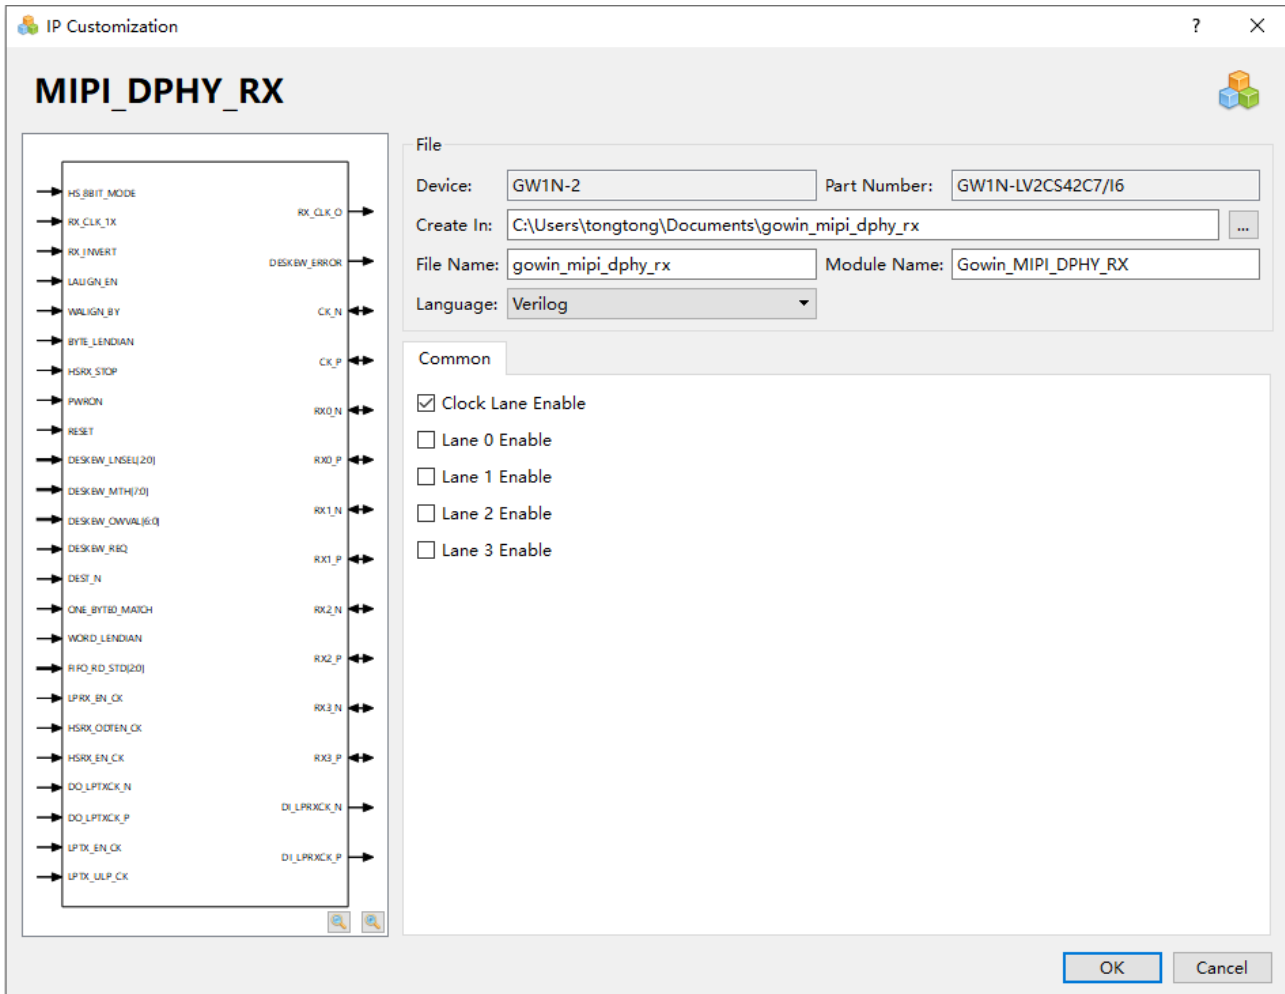 IP Customization
?
MIPI_DPHY_RX
HS_8BIT_MODE
RX_CLK_1X
RX_INVERT
LALIGN_EN
WALIGN_BY
BYTE_LENDIAN
HSRX_STOP
PWRON
RESET
DESKEW_LNSEL[2:0]
DESKEW_MTH[7:0]
DESKEW_OWVAL[6:0]
DESKEW_REQ
DEST_N
ONE_BYTE0_MATCH
WORD_LENDIAN
FIFO_RD_STD[2:0]
LPRX_EN_CK
HSRX_ODTEN_CK
HSRX_EN_CK
DO_LPTXCK_N
DO_LPTXCK_P
LPTX_EN_CK
LPTX_ULP_CK
RX_CLK_O
DESKEW_ERROR
CK_N
CK_P
RX0_N
RX0_P
RX1_N
RX1_P
RX2_N
RX2_P
RX3_N
RX3_P
DI_LPRXCK_N
DI_LPRXCK_P
File
Device: GW1N-2 Part Number: GW1N-LV2CS42C7/I6
Create In: C:\Users\tongtong\Documents\gowin_mipi_dphy_rx ...
File Name: gowin_mipi_dphy_rx Module Name: Gowin_MIPI_DPHY_RX
Language: Verilog
Common
Clock Lane Enable
Lane 0 Enable
Lane 1 Enable
Lane 2 Enable
Lane 3 Enable
OK Cancel